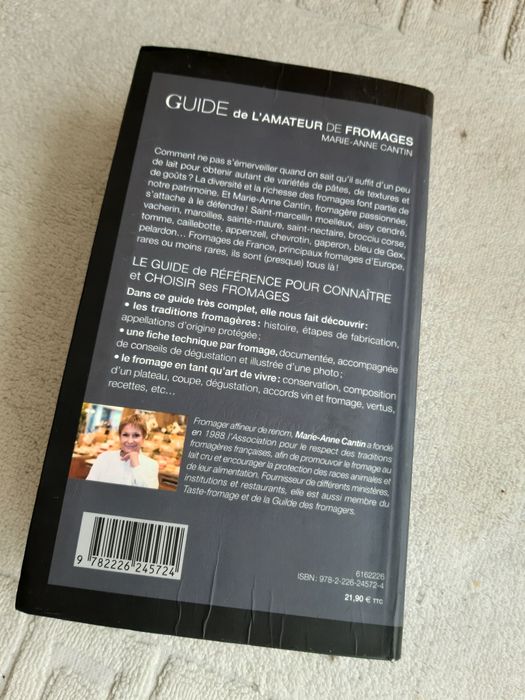 GUIDE de L'AMATEUR DE FROMAGES
MARIE-ANNE CANTIN
Comment ne pas s'émerveiller quand on sait qu'il suffit d'un peu
de lait pour obtenir autant de variétés de pâtes, de textures et
de goûts ? La diversité et la richesse des fromages font partie de
notre patrimoine. Et Marie-Anne Cantin, fromagère passionnée,
s'attache à le défendre ! Saint-marcellin moelleux, aisy cendré,
vacherin, maroilles, sainte-maure, saint-nectaire, brocciu corse,
tomme, caillebotte, appenzell, chevrotin, gaperon, bleu de Gex,
pelardon... Fromages de France, principaux fromages d'Europe,
rares ou moins rares, ils sont (presque) tous là !
LE GUIDE de RÉFÉRENCE POUR CONNAÎTRE
et CHOISIR ses FROMAGES
Dans ce guide très complet, elle nous fait découvrir :
• les traditions fromagères : histoire, étapes de fabrication,
appellations d'origine protégée ;
• une fiche technique par fromage, documentée, accompagnée
de conseils de dégustation et illustrée d'une photo ;
• le fromage en tant qu'art de vivre : conservation, composition
d'un plateau, coupe, dégustation, accords vin et fromage, vertus,
recettes, etc...
Fromager affineur de renom, Marie-Anne Cantin a fondé
en 1988 l'Association pour le respect des traditions
fromagères françaises, afin de promouvoir le fromage au
lait cru et encourager la protection des races animales et
de leur alimentation. Fournisseur de différents ministères,
institutions et restaurants, elle est aussi membre du
Taste-fromage et de la Guilde des fromagers.
9 782226 245724
6162226
ISBN : 978-2-226-24572-4
21,90 € TTC